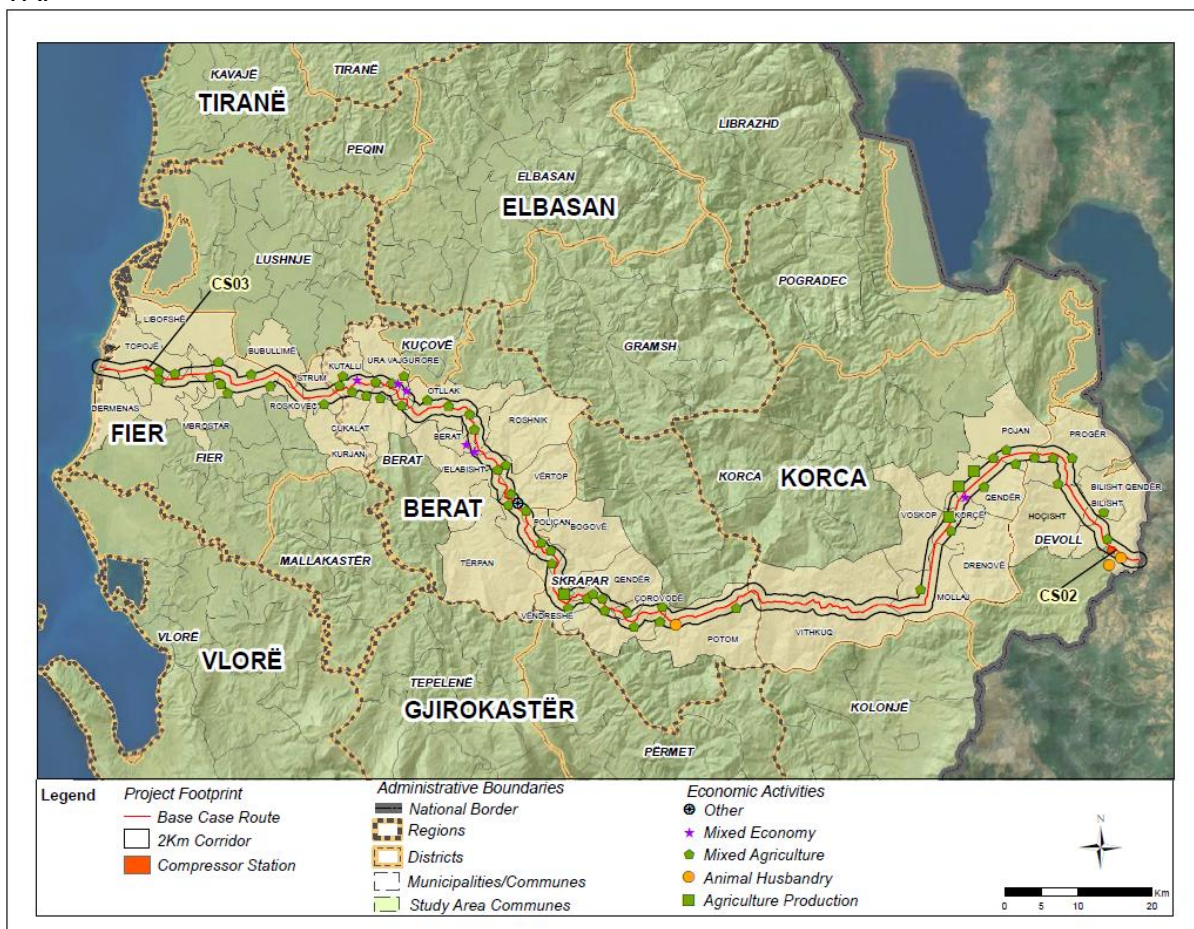 KAVAJË
TIRANË
TIRANË
PEQIN
LIBRAZHD
ELBASAN
ELBASAN
LUSHNJE
CS03
POGRADEC
LIBOFSHË
TOPOJË
BUBULLIMË
KUÇOVË
URA VAJGURORE
KUTALLI
GRAMSH
STRUM
OTLLAK
DERMENAS
ROSKOVEC
MBROSTAR
CUKALAT
ROSHNIK
BERAT
POJAN
PROGËR
FIER
FIER
KURJAN
BERAT
VELABISHT
VËRTOP
KORCA
KORCA
BILISHT QENDËR
BILISHT
QENDËR
VOSKOP
KORÇË
HOÇISHT
BERAT
POLIÇAN
BOGOVË
DEVOLL
DRENOVË
MALLAKASTËR
TËRPAN
SKRAPAR
QENDËR
ÇOROVODË
CS02
MOLLAJ
VËNDRESHË
POTOM
VITHKUQ
VLORË
VLORË
TEPELENË
GJIROKASTËR
KOLONJË
PËRMET
Legend
Project Footprint
Base Case Route
2Km Corridor
Compressor Station
Administrative Boundaries
National Border
Regions
Districts
Municipalities/Communes
Study Area Communes
Economic Activities
Other
Mixed Economy
Mixed Agriculture
Animal Husbandry
Agriculture Production
N
Km
0 5 10 20